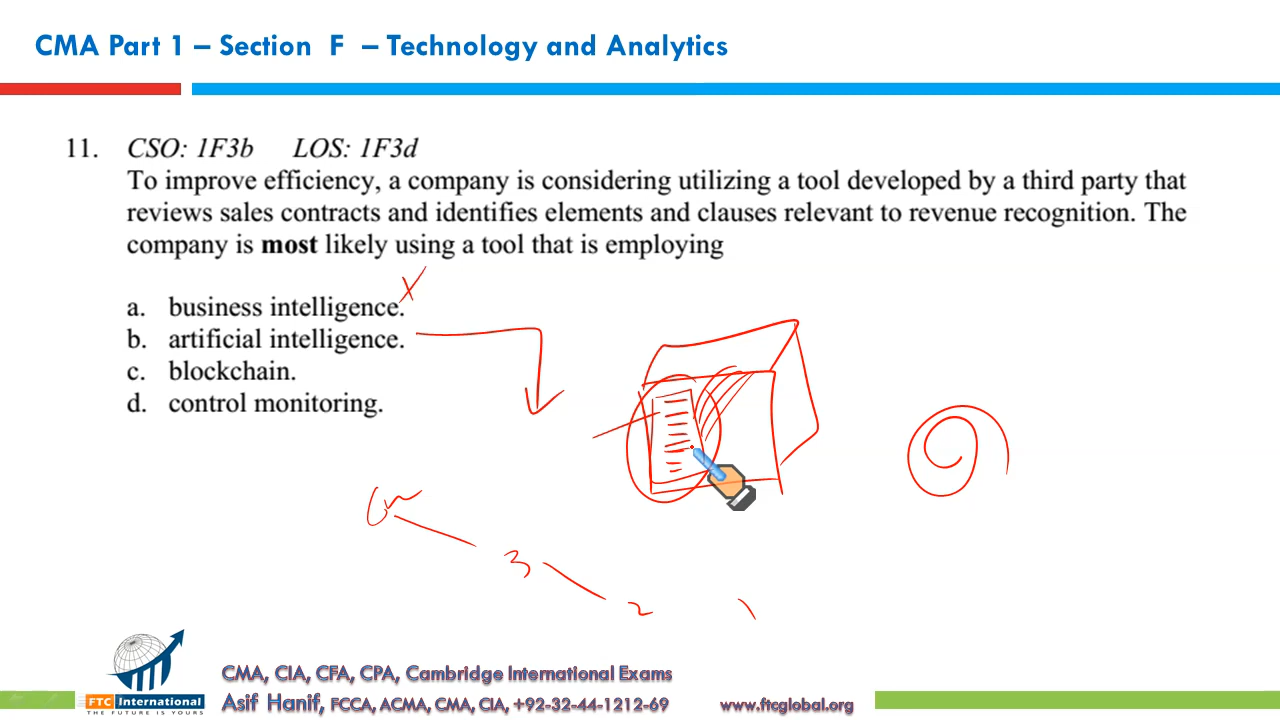 CMA Part 1 – Section F – Technology and Analytics
11. CSO: 1F3b LOS: 1F3d
To improve efficiency, a company is considering utilizing a tool developed by a third party that
reviews sales contracts and identifies elements and clauses relevant to revenue recognition. The
company is most likely using a tool that is employing
a. business intelligence.
b. artificial intelligence.
c. blockchain.
d. control monitoring.
3
2
FTC International
THE FUTURE IS YOURS
CMA, CIA, CFA, CPA, Cambridge International Exams
Asif Hanif, FCCA, ACMA, CMA, CIA, +92-32-44-1212-69 www.ftcglobal.org